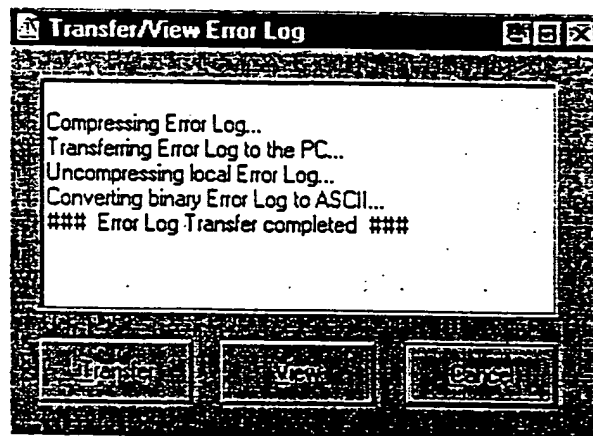 Transfer/View Error Log
Compressing Error Log...
Transferring Error Log to the PC...
Uncompressing local Error Log...
Converting binary Error Log to ASCII...
### Error Log Transfer completed ###
Transfer
View
Cancel